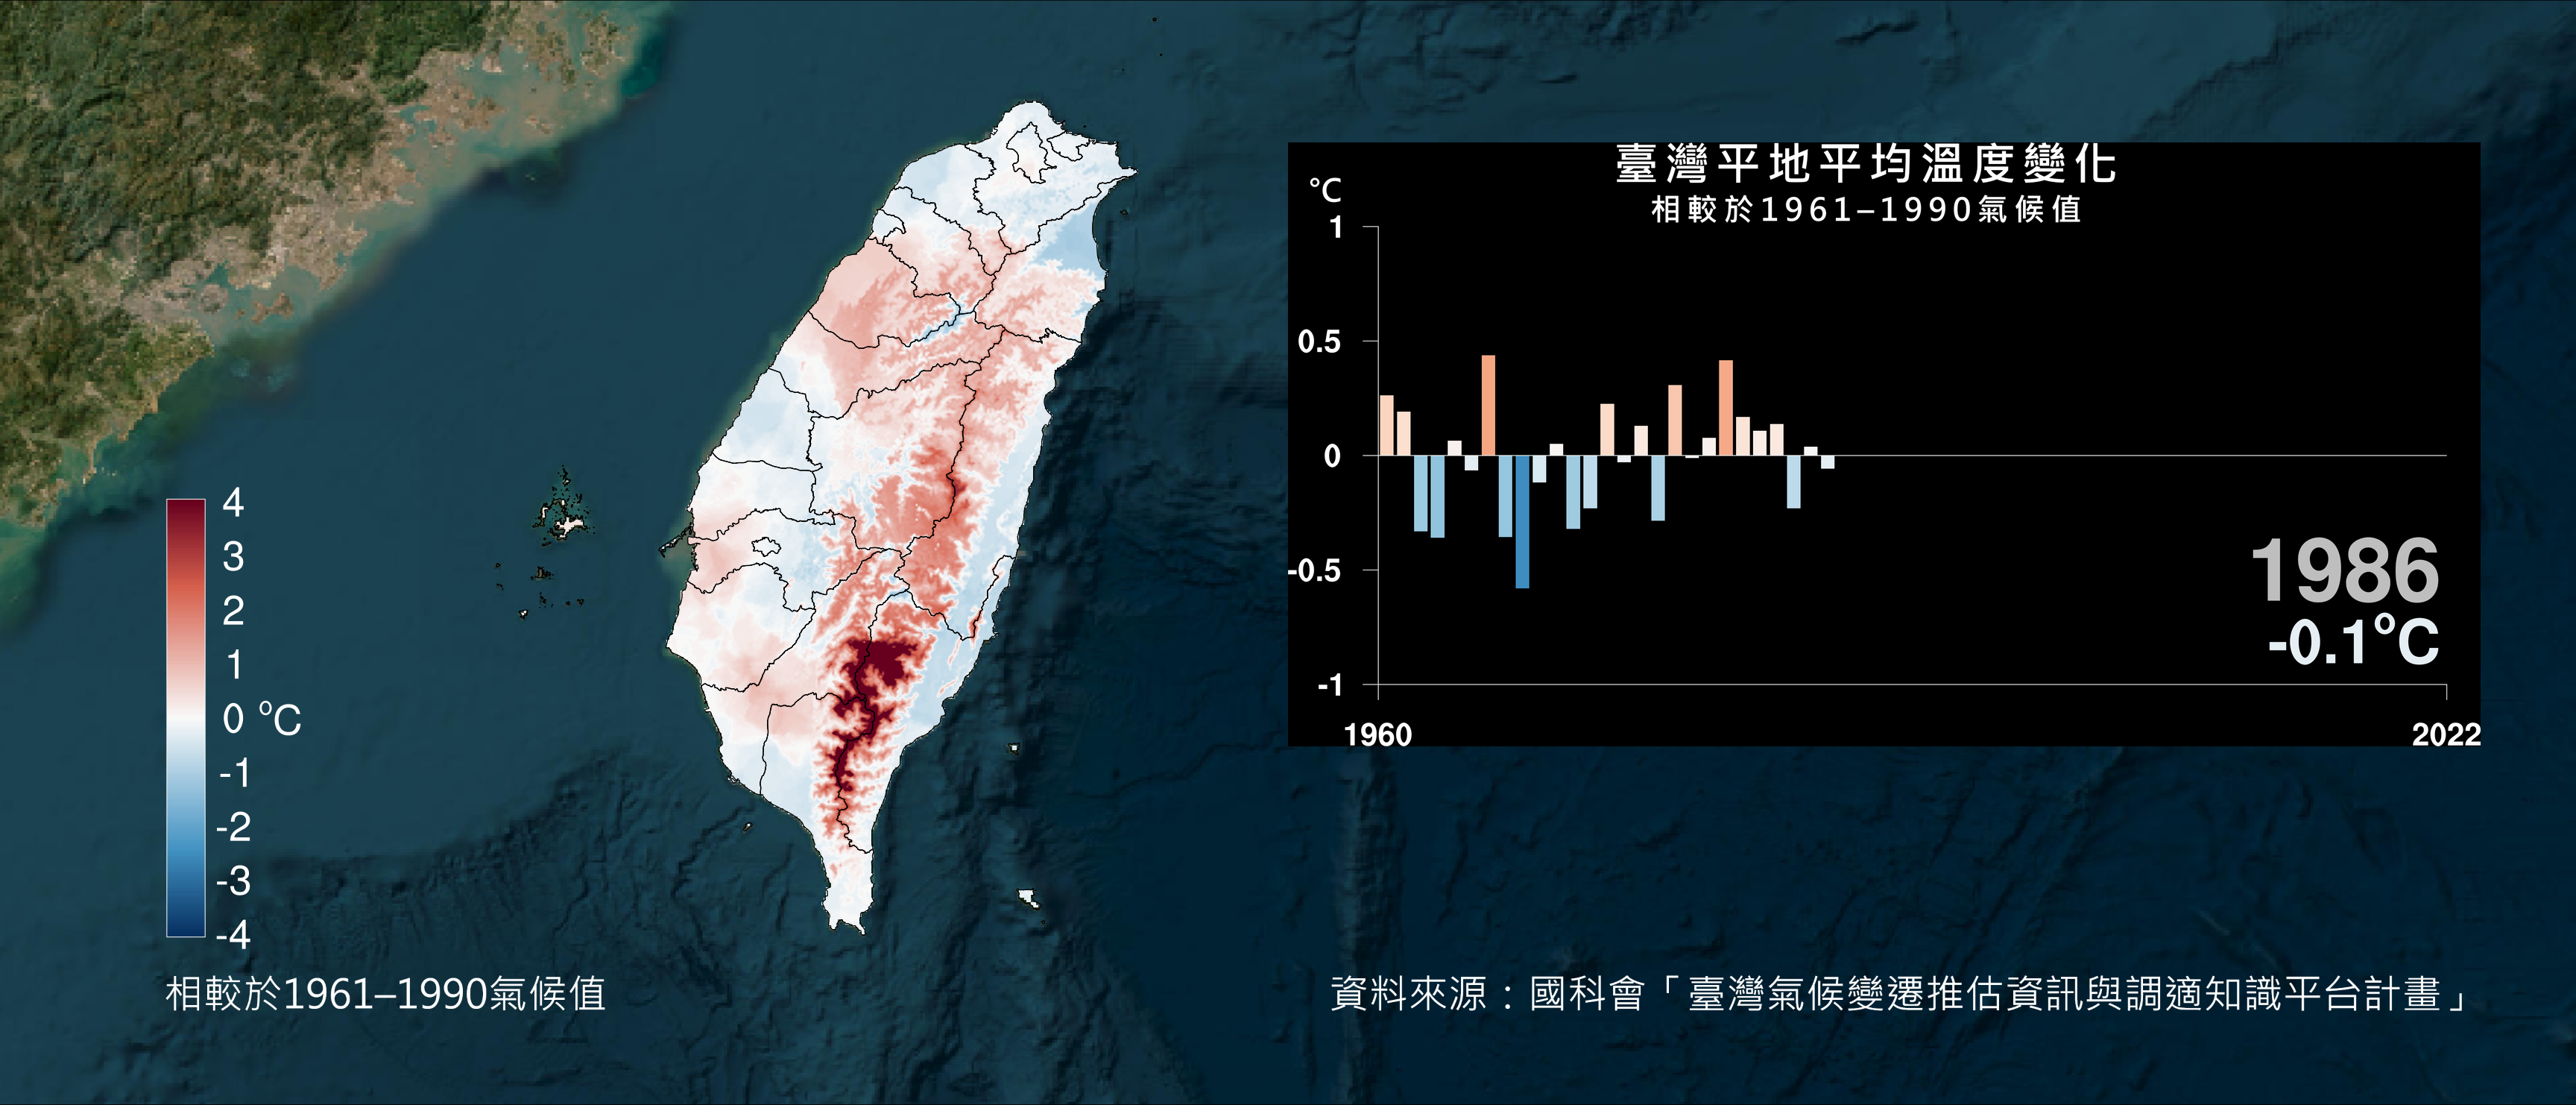 臺灣平地平均溫度變化
相較於1961–1990氣候值
°C
1
0.5
0
-0.5
-1
1960
2022
1986
-0.1°C
4
3
2
1
0 °C
-1
-2
-3
-4
相較於1961–1990氣候值
資料來源：國科會「臺灣氣候變遷推估資訊與調適知識平台計畫」